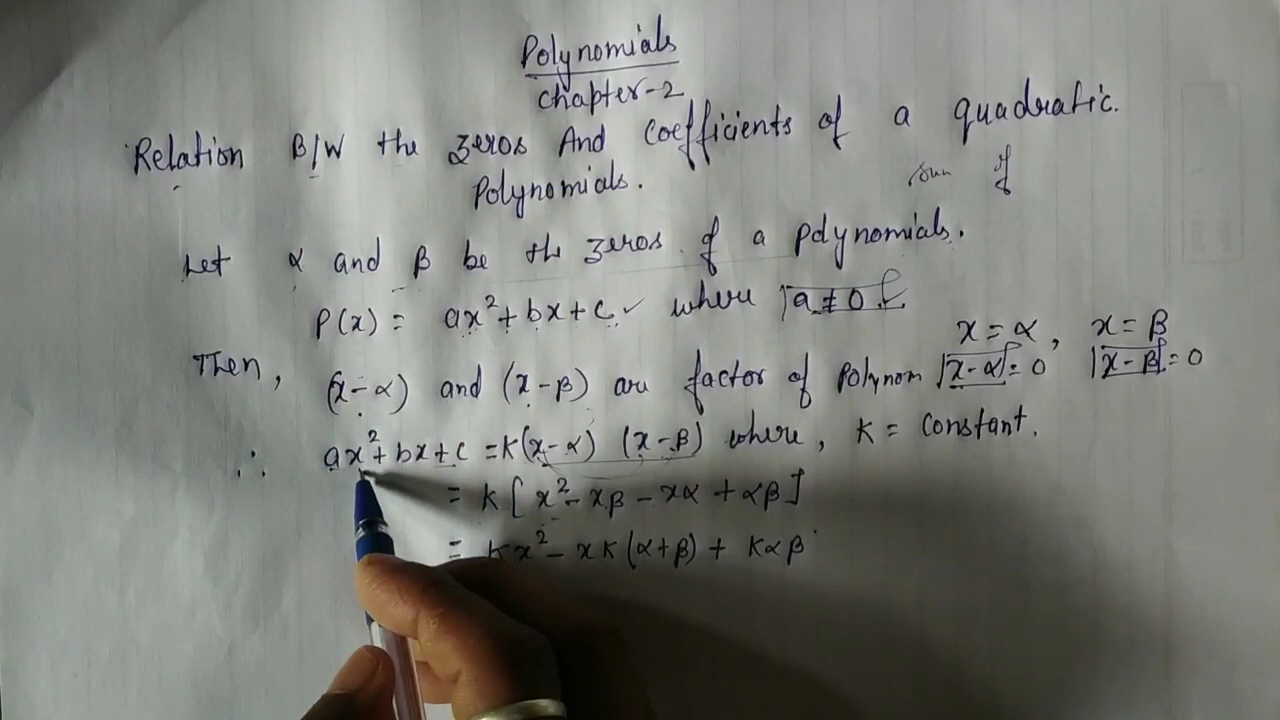 Polynomials
chapter-2
Relation B/W the zeros And Coefficients of a quadratic.
Polynomials.
sum of
Let α and β be the zeros of a polynomials.
P(x) = ax²+bx+c ✓ where a≠0
x=α, x=β
Then, (x-α) and (x-β) are factor of Polynom x-α=0 x-β=0
∴ ax²+bx+c =K(x-α) (x-β) where, K = Constant.
= K[x²-xβ-xα+αβ]
= Kx²-xK(α+β)+Kαβ